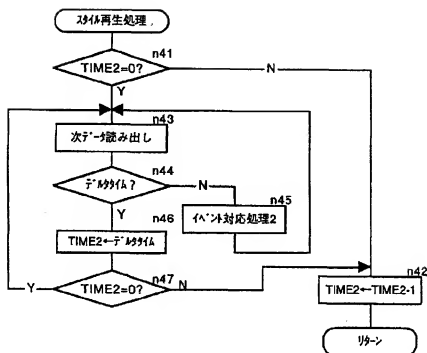 スタイル再生処理
n41
TIME2=0?
N
Y
n43
次データ読み出し
n44
デルタタイム?
N
n45
イベント対応処理2
Y
n46
TIME2←デルタタイム
n47
TIME2=0?
Y
N
n42
TIME2←TIME2-1
リターン